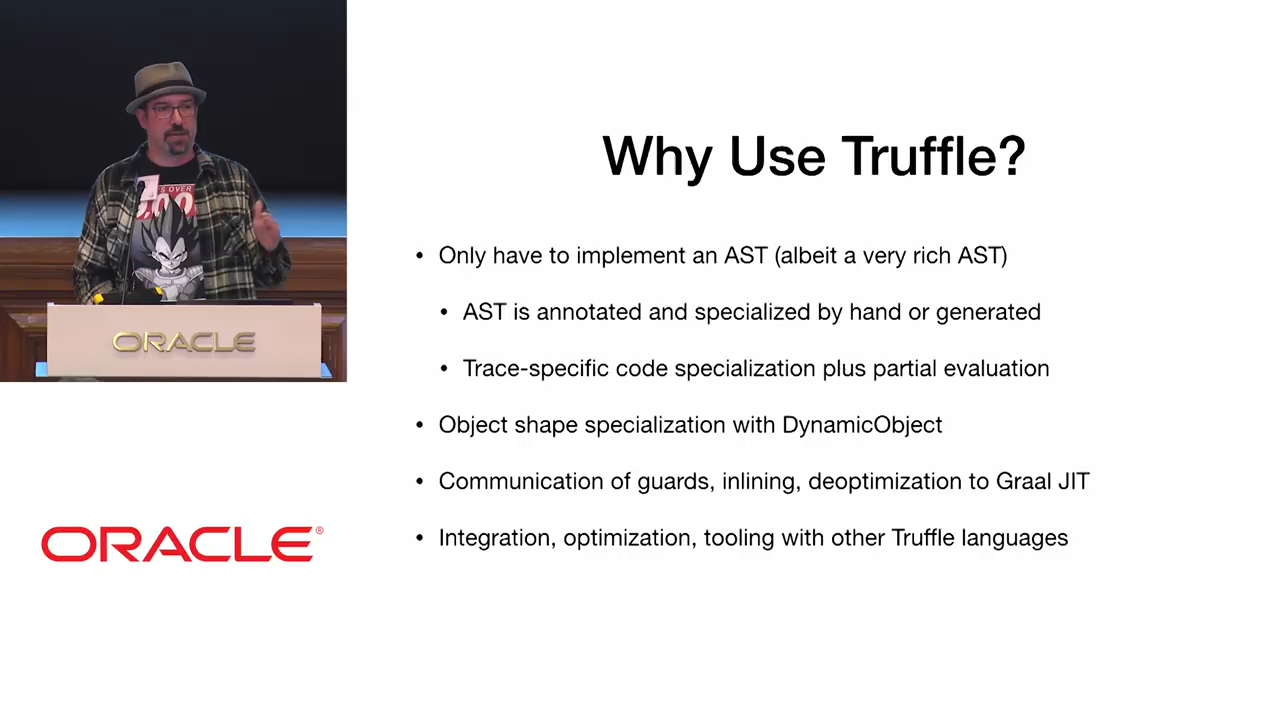 Why Use Truffle?
• Only have to implement an AST (albeit a very rich AST)
• AST is annotated and specialized by hand or generated
• Trace-specific code specialization plus partial evaluation
• Object shape specialization with DynamicObject
• Communication of guards, inlining, deoptimization to Graal JIT
• Integration, optimization, tooling with other Truffle languages
OVER
ORACLE
ORACLE®